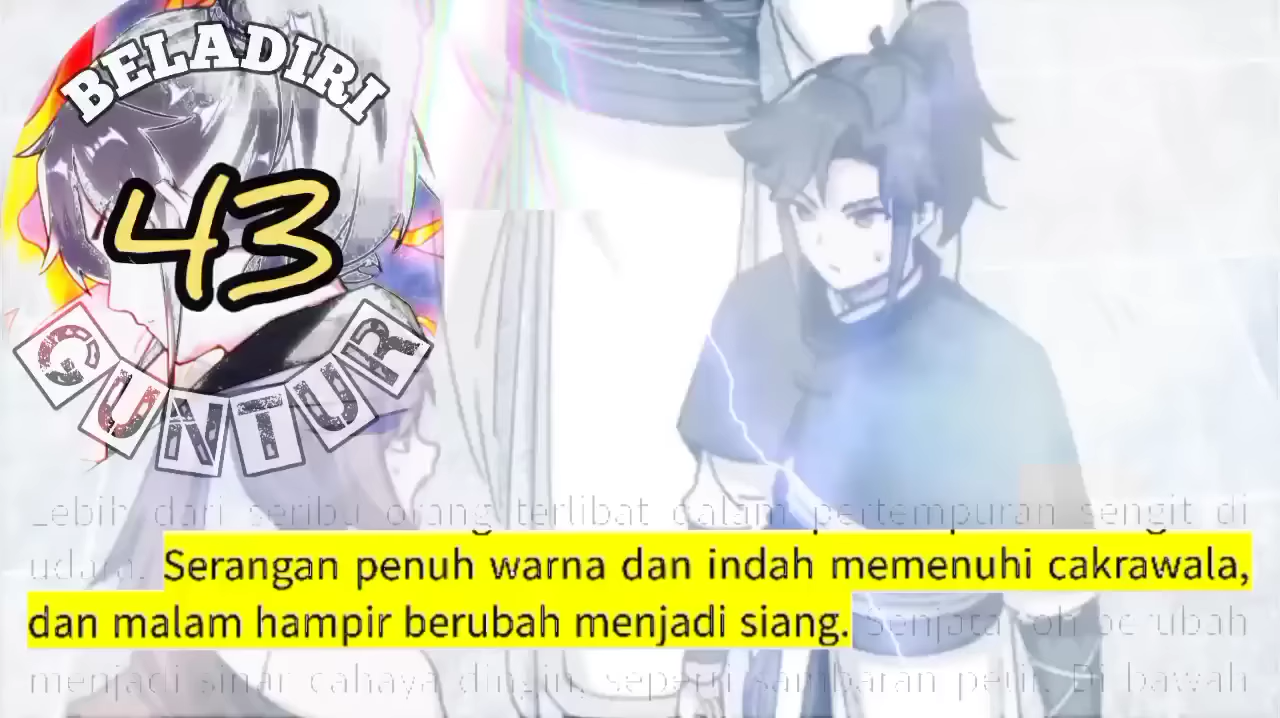 BELADIRI
43
GUNTUR
Lebih dari seribu orang terlibat dalam pertempuran sengit di
udara. Serangan penuh warna dan indah memenuhi cakrawala,
dan malam hampir berubah menjadi siang. Senjata roh berubah
menjadi sinar cahaya dingin, seperti sambaran petir. Di bawah